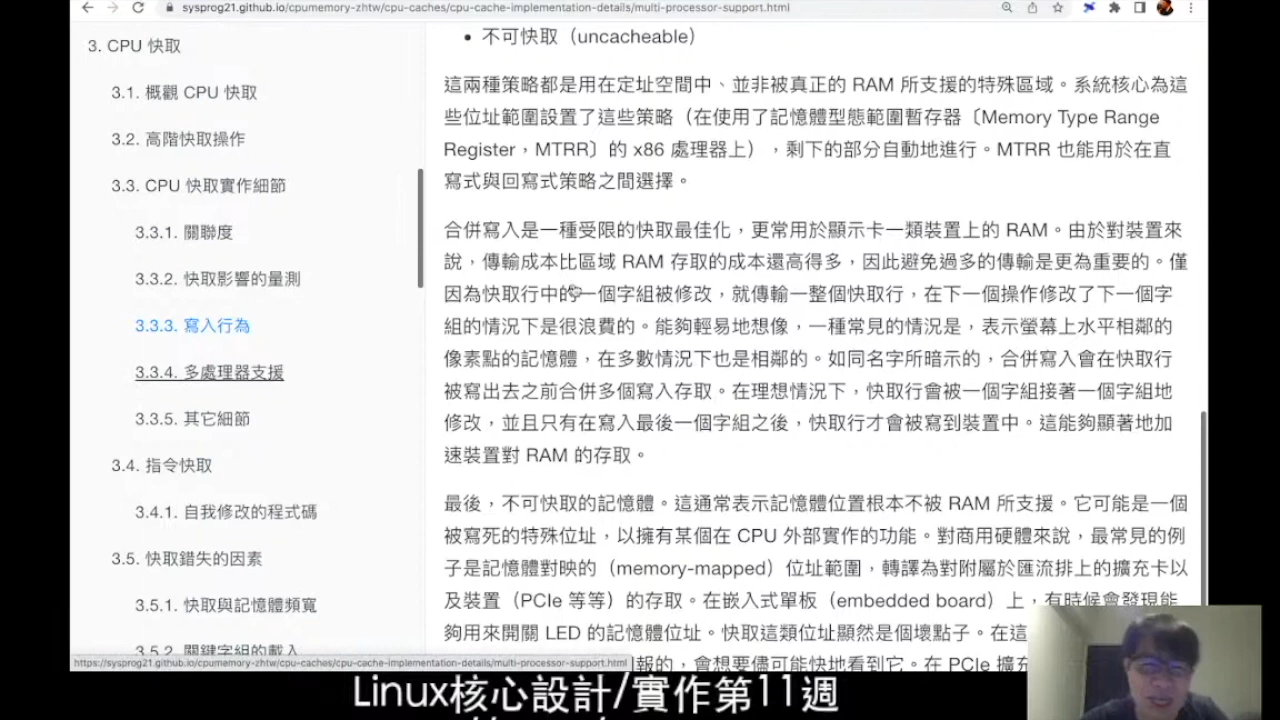 sysprog21.github.io/cpumemory-zhtw/cpu-caches/cpu-cache-implementation-details/multi-processor-support.html
3. CPU 快取
3.1. 概觀 CPU 快取
3.2. 高階快取操作
3.3. CPU 快取實作細節
3.3.1. 關聯度
3.3.2. 快取影響的量測
3.3.3. 寫入行為
3.3.4. 多處理器支援
3.3.5. 其它細節
3.4. 指令快取
3.4.1. 自我修改的程式碼
3.5. 快取錯失的因素
3.5.1. 快取與記憶體頻寬
3.5.2. 關鍵字組的載入
https://sysprog21.github.io/cpumemory-zhtw/cpu-caches/cpu-cache-implementation-details/multi-processor-support.html
• 不可快取（uncacheable）
這兩種策略都是用在定址空間中、並非被真正的 RAM 所支援的特殊區域。系統核心為這
些位址範圍設置了這些策略（在使用了記憶體型態範圍暫存器〔Memory Type Range
Register，MTRR〕的 x86 處理器上），剩下的部分自動地進行。MTRR 也能用於在直
寫式與回寫式策略之間選擇。
合併寫入是一種受限的快取最佳化，更常用於顯示卡一類裝置上的 RAM。由於對裝置來
說，傳輸成本比區域 RAM 存取的成本還高得多，因此避免過多的傳輸是更為重要的。僅
因為快取行中的一個字組被修改，就傳輸一整個快取行，在下一個操作修改了下一個字
組的情況下是很浪費的。能夠輕易地想像，一種常見的情況是，表示螢幕上水平相鄰的
像素點的記憶體，在多數情況下也是相鄰的。如同名字所暗示的，合併寫入會在快取行
被寫出去之前合併多個寫入存取。在理想情況下，快取行會被一個字組接著一個字組地
修改，並且只有在寫入最後一個字組之後，快取行才會被寫到裝置中。這能夠顯著地加
速裝置對 RAM 的存取。
最後，不可快取的記憶體。這通常表示記憶體位置根本不被 RAM 所支援。它可能是一個
被寫死的特殊位址，以擁有某個在 CPU 外部實作的功能。對商用硬體來說，最常見的例
子是記憶體對映的（memory-mapped）位址範圍，轉譯為對附屬於匯流排上的擴充卡以
及裝置（PCIe 等等）的存取。在嵌入式單板（embedded board）上，有時候會發現能
夠用來開關 LED 的記憶體位址。快取這類位址顯然是個壞點子。在這
報的，會想要儘可能快地看到它。在 PCIe 擴
Linux核心設計/實作第11週